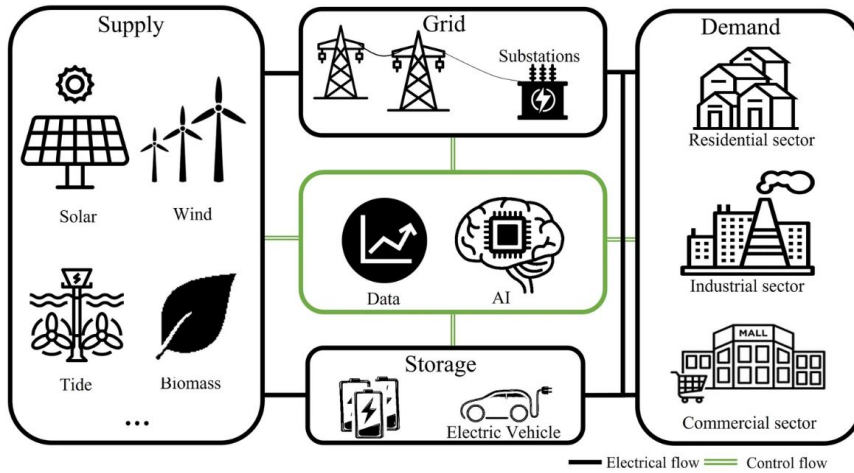 Supply
Solar
Wind
Tide
Biomass
...
Grid
Substations
Data
AI
Storage
Electric Vehicle
Demand
Residential sector
Industrial sector
MALL
Commercial sector
Electrical flow
Control flow